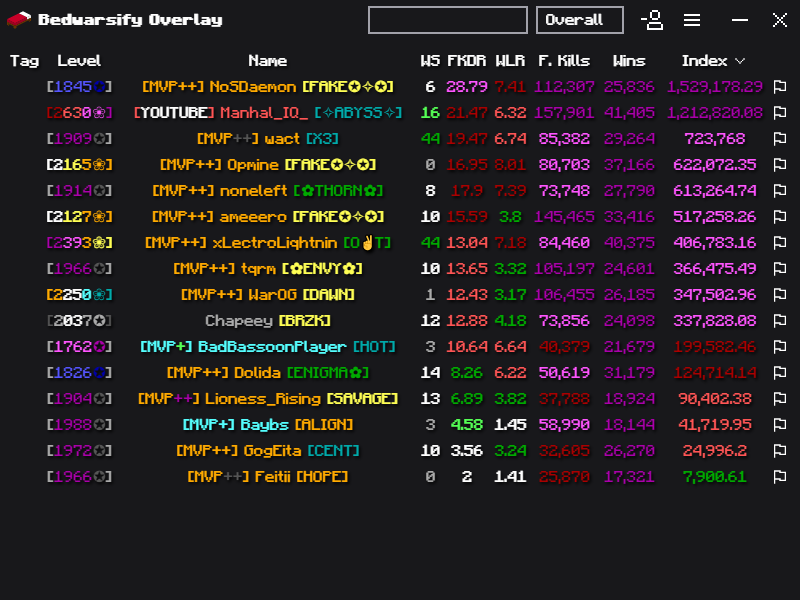 Bedwarsify Overlay Overall
Tag Level Name WS FKDR WLR F. Kills Wins Index
[1845✪] [MVP++] NoSDaemon [FAKE✪✧✪] 6 28.79 7.41 112,307 25,836 1,529,178.29
[2630❀] [YOUTUBE] Manhal_IQ_ [✧ABYSS✧] 16 21.47 6.32 157,901 41,405 1,212,820.08
[1909✪] [MVP++] wact [X3] 44 19.47 6.74 85,382 29,264 723,768
[2165❀] [MVP++] Opmine [FAKE✪✧✪] 0 16.95 8.01 80,703 37,166 622,072.35
[1914✪] [MVP++] noneleft [✿THORN✿] 8 17.9 7.39 73,748 27,790 613,264.74
[2127❀] [MVP++] ameeero [FAKE✪✧✪] 10 15.59 3.8 145,465 33,416 517,258.26
[2393❀] [MVP++] xLectroLightnin [O✌T] 44 13.04 7.18 84,460 40,375 406,783.16
[1966✪] [MVP++] tqrm [✿ENVY✿] 10 13.65 3.32 105,197 24,601 366,475.49
[2250❀] [MVP++] WarOG [DAWN] 1 12.43 3.17 106,455 26,185 347,502.96
[2037✪] Chapeey [BRZK] 12 12.88 4.18 73,856 24,098 337,828.08
[1762✪] [MVP+] BadBassoonPlayer [HOT] 3 10.64 6.64 40,379 21,679 199,582.46
[1826✪] [MVP++] Dolida [ENIGMA✿] 14 8.26 6.22 50,619 31,179 124,714.14
[1904✪] [MVP++] Lioness_Rising [SAVAGE] 13 6.89 3.82 37,788 18,924 90,402.38
[1988✪] [MVP+] Baybs [ALIGN] 3 4.58 1.45 58,990 18,144 41,719.95
[1972✪] [MVP++] GogEita [CENT] 10 3.56 3.24 32,605 26,270 24,996.2
[1966✪] [MVP++] Feitii [HOPE] 0 2 1.41 25,870 17,321 7,900.61